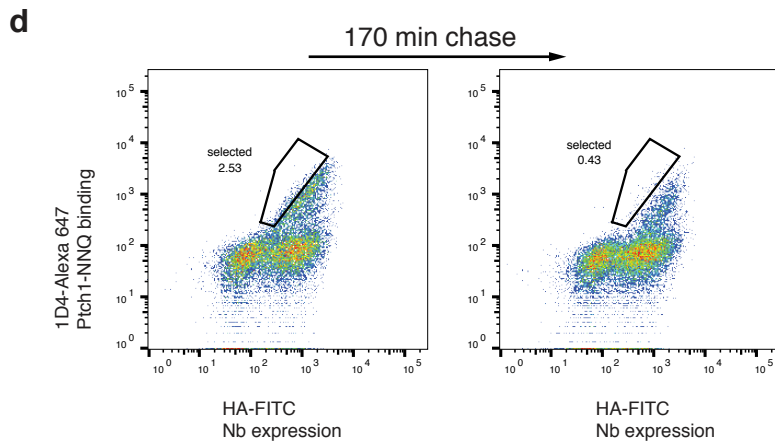 d
170 min chase
1D4-Alexa 647
Ptch1-NNQ binding
10^5
10^4
10^3
10^2
10^1
10^0
selected
2.53
10^0 10^1 10^2 10^3 10^4 10^5
HA-FITC
Nb expression
10^5
10^4
10^3
10^2
10^1
10^0
selected
0.43
10^0 10^1 10^2 10^3 10^4 10^5
HA-FITC
Nb expression